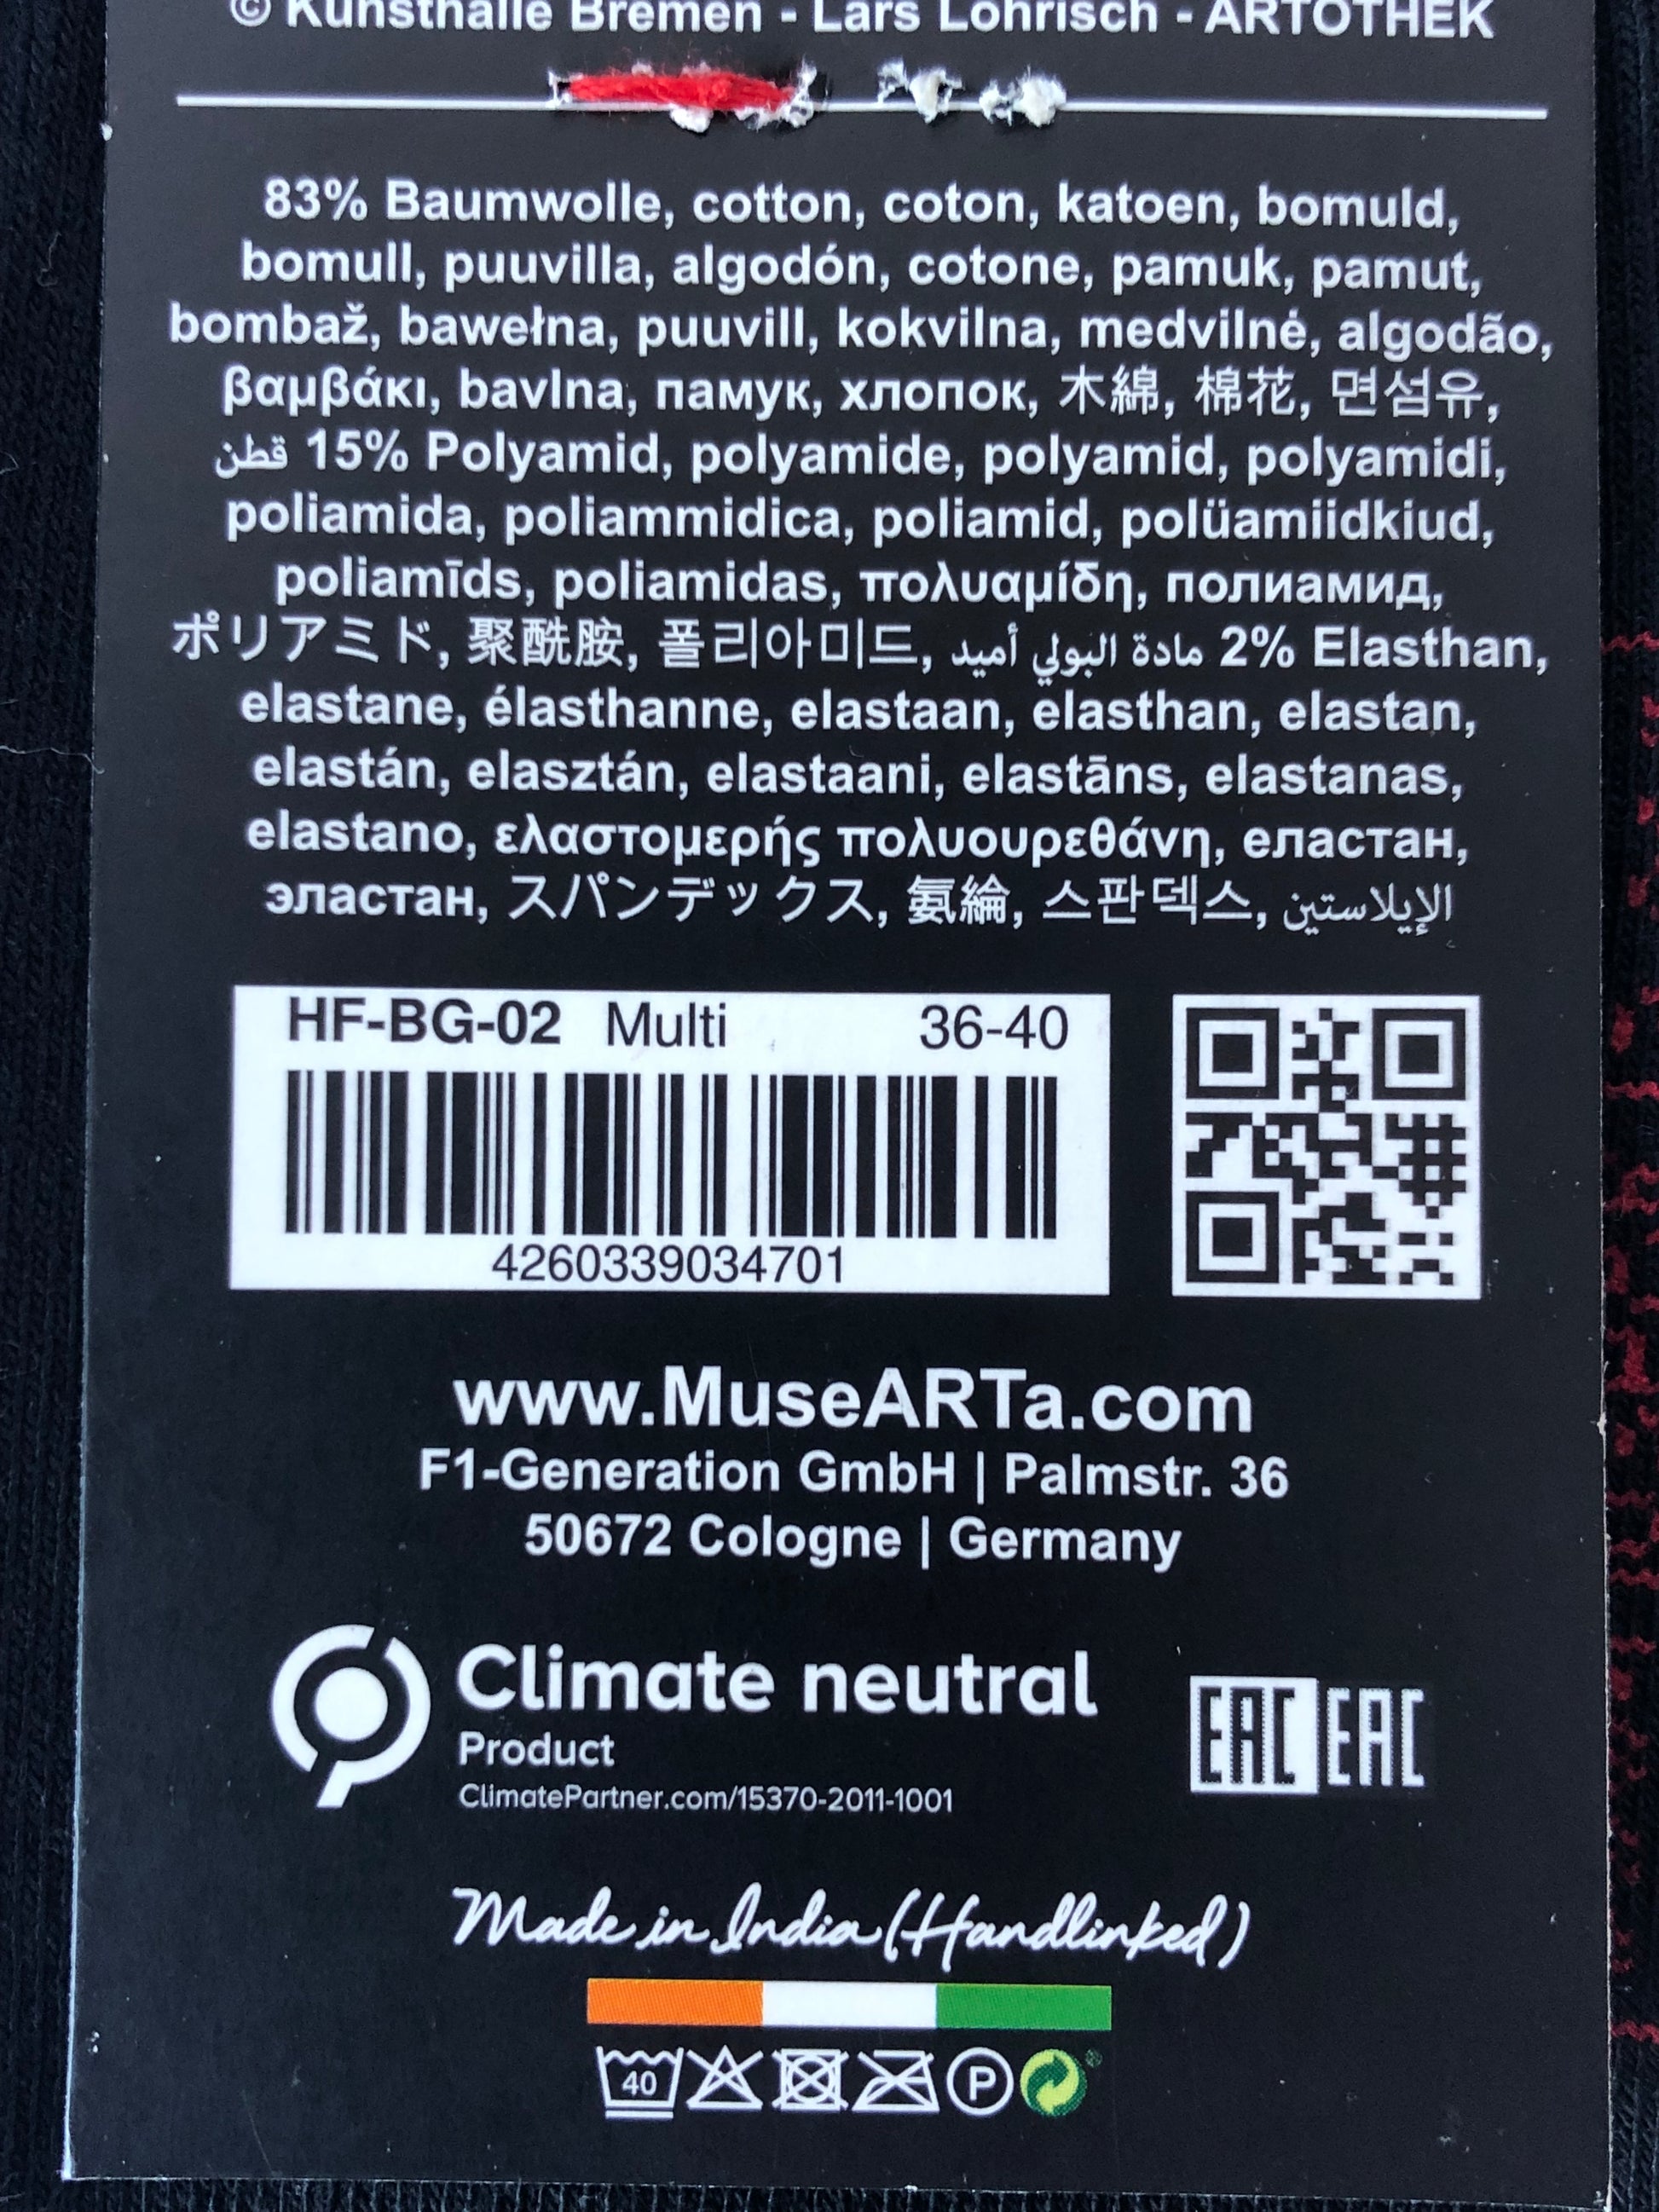 © Kunsthalle Bremen - Lars Lohrisch - ARTOTHEK
83% Baumwolle, cotton, coton, katoen, bomuld,
bomull, puuvilla, algodón, cotone, pamuk, pamut,
bombaž, bawełna, puuvill, kokvilna, medvilnė, algodão,
βαμβάκι, bavlna, памук, хлопок, 木綿, 棉花, 면섬유,
قطن 15% Polyamid, polyamide, polyamid, polyamidi,
poliamida, poliammidica, poliamid, polüamiidkiud,
poliamīds, poliamidas, πολυαμίδη, полиамид,
ポリアミド, 聚酰胺, 폴리아미드, مادة البولي أميد 2% Elasthan,
elastane, élasthanne, elastaan, elasthan, elastan,
elastán, elasztán, elastaani, elastāns, elastanas,
elastano, ελαστομερής πολυουρεθάνη, еластан,
эластан, スパンデックス, 氨綸, 스판덱스, الإيلاستين
HF-BG-02 Multi 36-40
4260339034701
www.MuseARTa.com
F1-Generation GmbH | Palmstr. 36
50672 Cologne | Germany
Climate neutral
Product
ClimatePartner.com/15370-2011-1001
EAC EAC
Made in India (Handlinked)
40 P ®